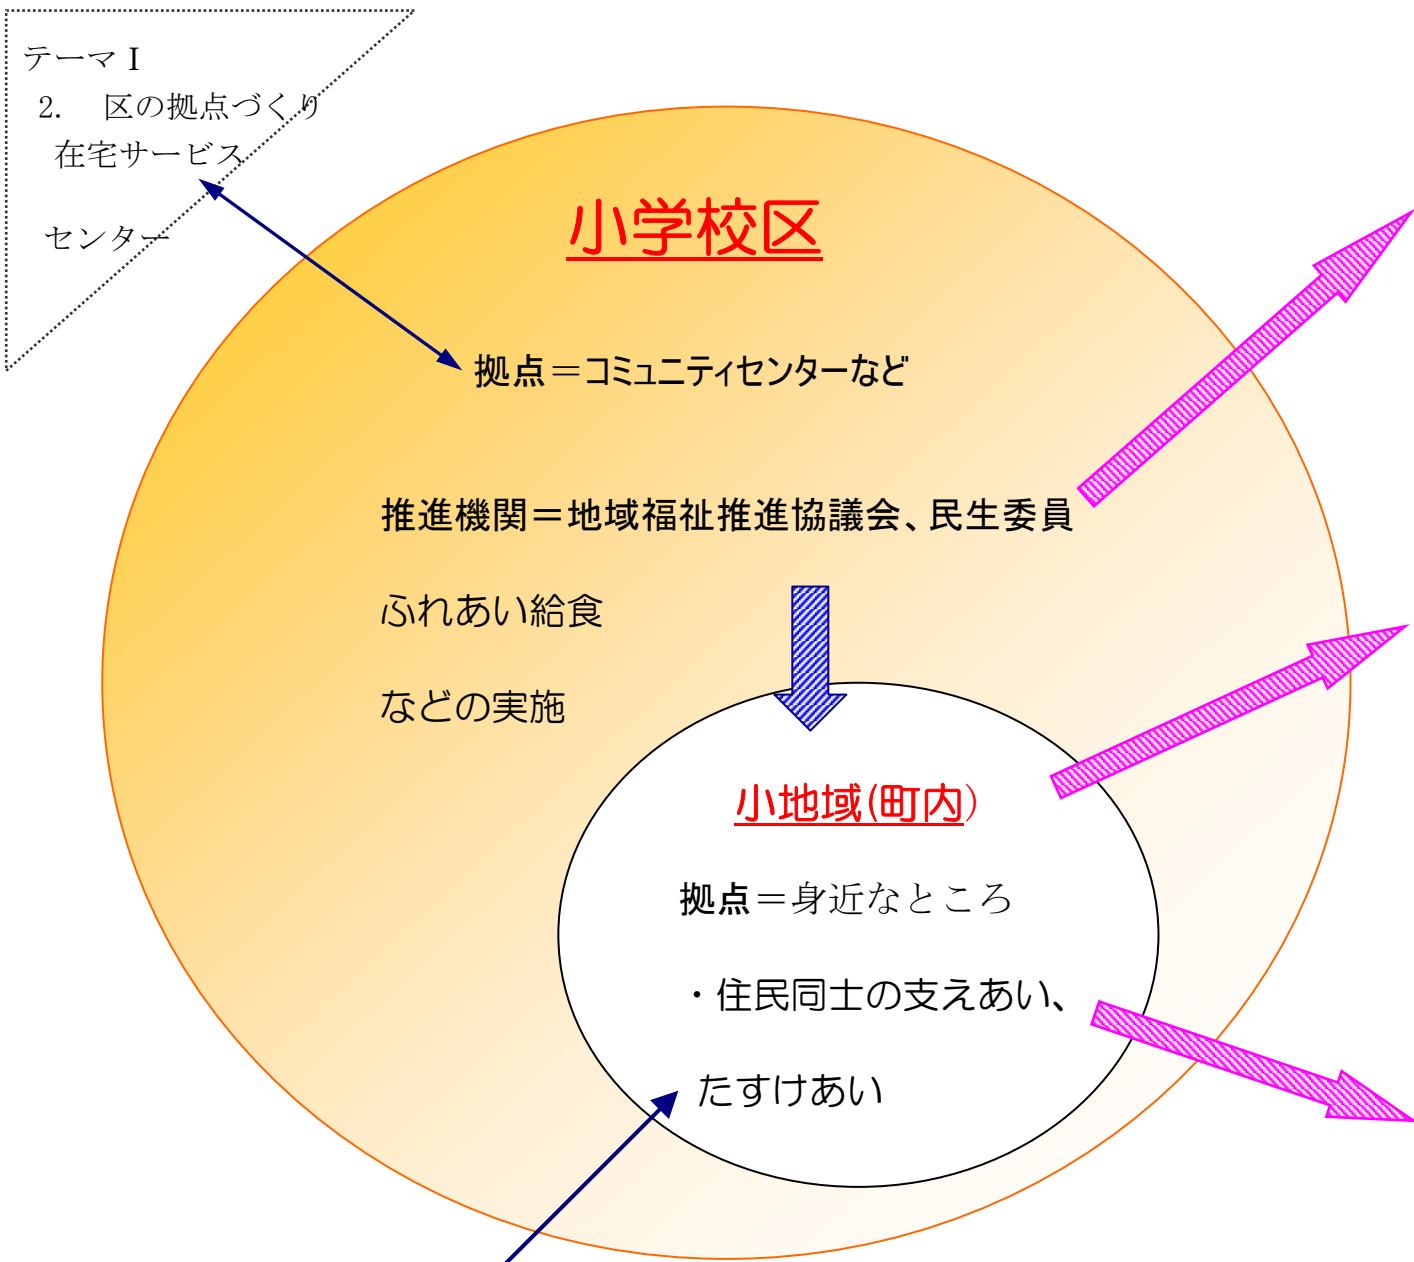 テーマⅠ
2. 区の拠点づくり
在宅サービス
センター
小学校区
拠点＝コミュニティセンターなど
推進機関＝地域福祉推進協議会、民生委員
ふれあい給食
などの実施
小地域(町内)
拠点＝身近なところ
・住民同士の支えあい、
たすけあい